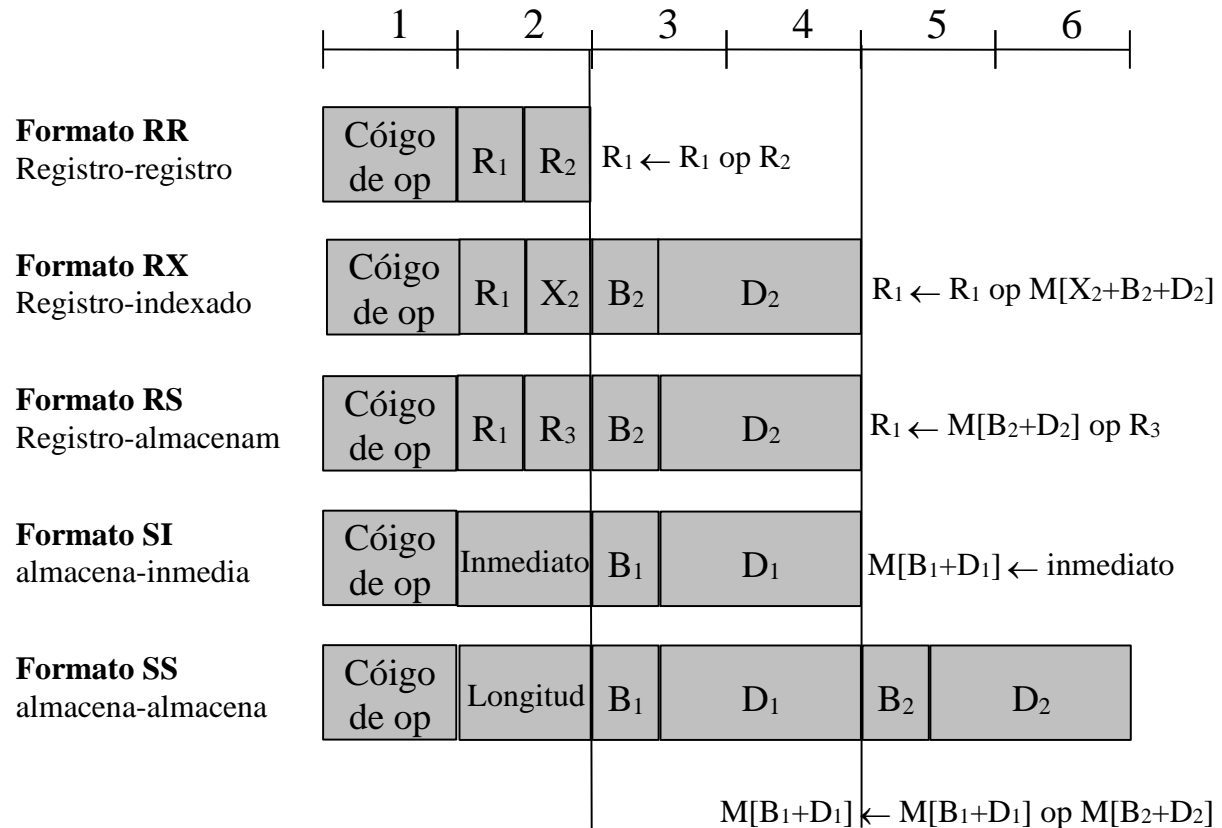 1 2 3 4 5 6
Formato RR
Registro-registro
Cóigo
de op
R₁ R₂
R₁ ← R₁ op R₂
Formato RX
Registro-indexado
Cóigo
de op
R₁ X₂ B₂ D₂
R₁ ← R₁ op M[X₂+B₂+D₂]
Formato RS
Registro-almacenam
Cóigo
de op
R₁ R₃ B₂ D₂
R₁ ← M[B₂+D₂] op R₃
Formato SI
almacena-inmedia
Cóigo
de op
Inmediato B₁ D₁
M[B₁+D₁] ← inmediato
Formato SS
almacena-almacena
Cóigo
de op
Longitud B₁ D₁ B₂ D₂
M[B₁+D₁] ← M[B₁+D₁] op M[B₂+D₂]